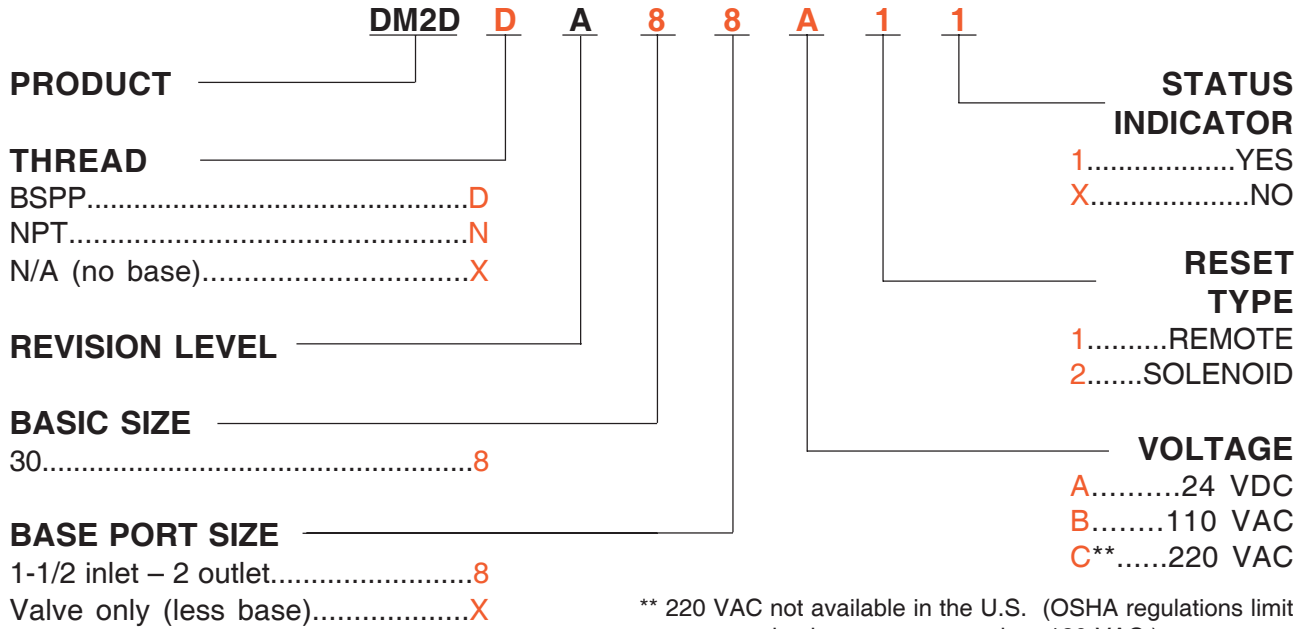 DM2D D A 8 8 A 1 1
PRODUCT
THREAD
BSPP.......................................D
NPT.........................................N
N/A (no base)............................X
REVISION LEVEL
BASIC SIZE
30............................................8
BASE PORT SIZE
1-1/2 inlet – 2 outlet.....................8
Valve only (less base)................X
STATUS
INDICATOR
1..................YES
X...................NO
RESET
TYPE
1..........REMOTE
2.......SOLENOID
VOLTAGE
A..........24 VDC
B........110 VAC
C**......220 VAC
** 220 VAC not available in the U.S. (OSHA regulations limit